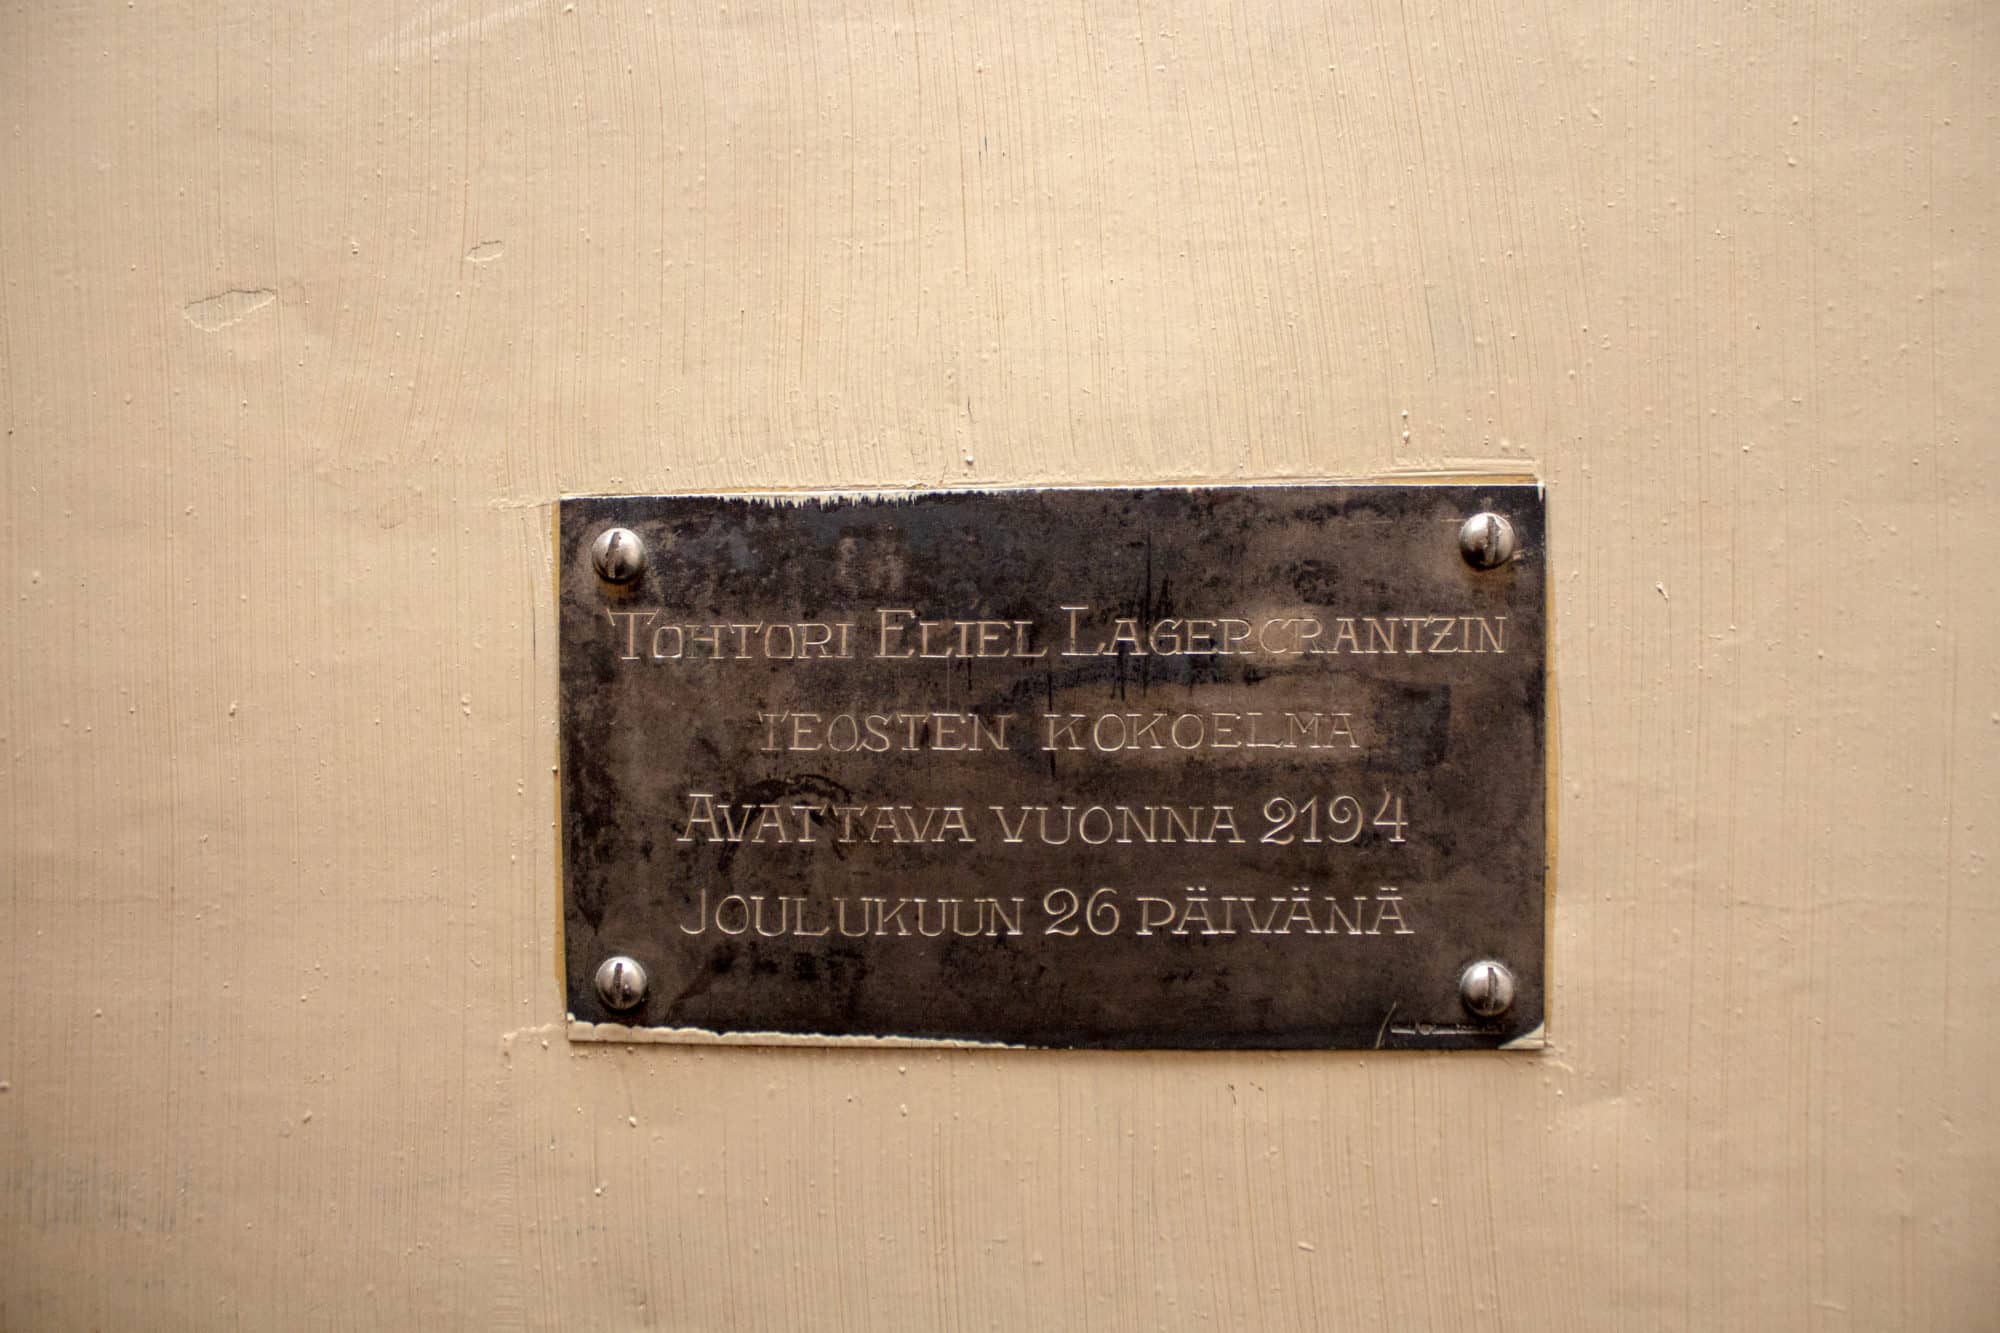 Tohtori Eliel Lagercrantzin
teosten kokoelma
Avattava vuonna 2194
Joulukuun 26 päivänä